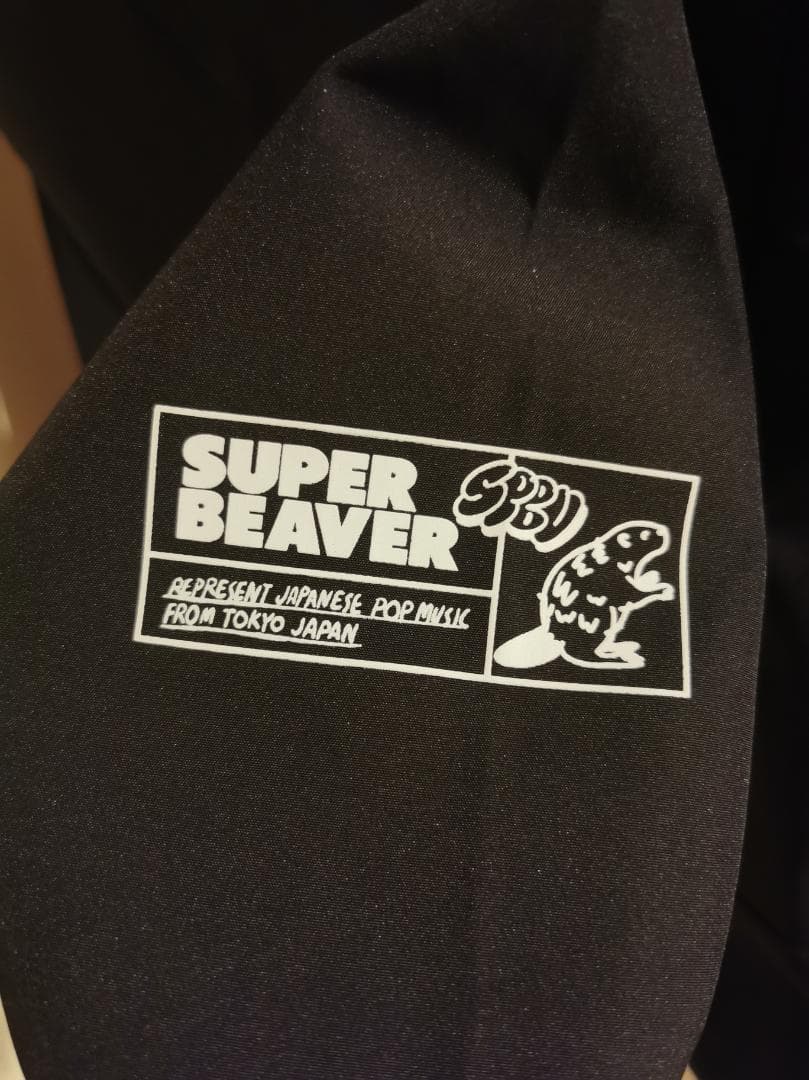 SUPER
BEAVER
SPBV
REPRESENT JAPANESE POP MUSIC
FROM TOKYO JAPAN